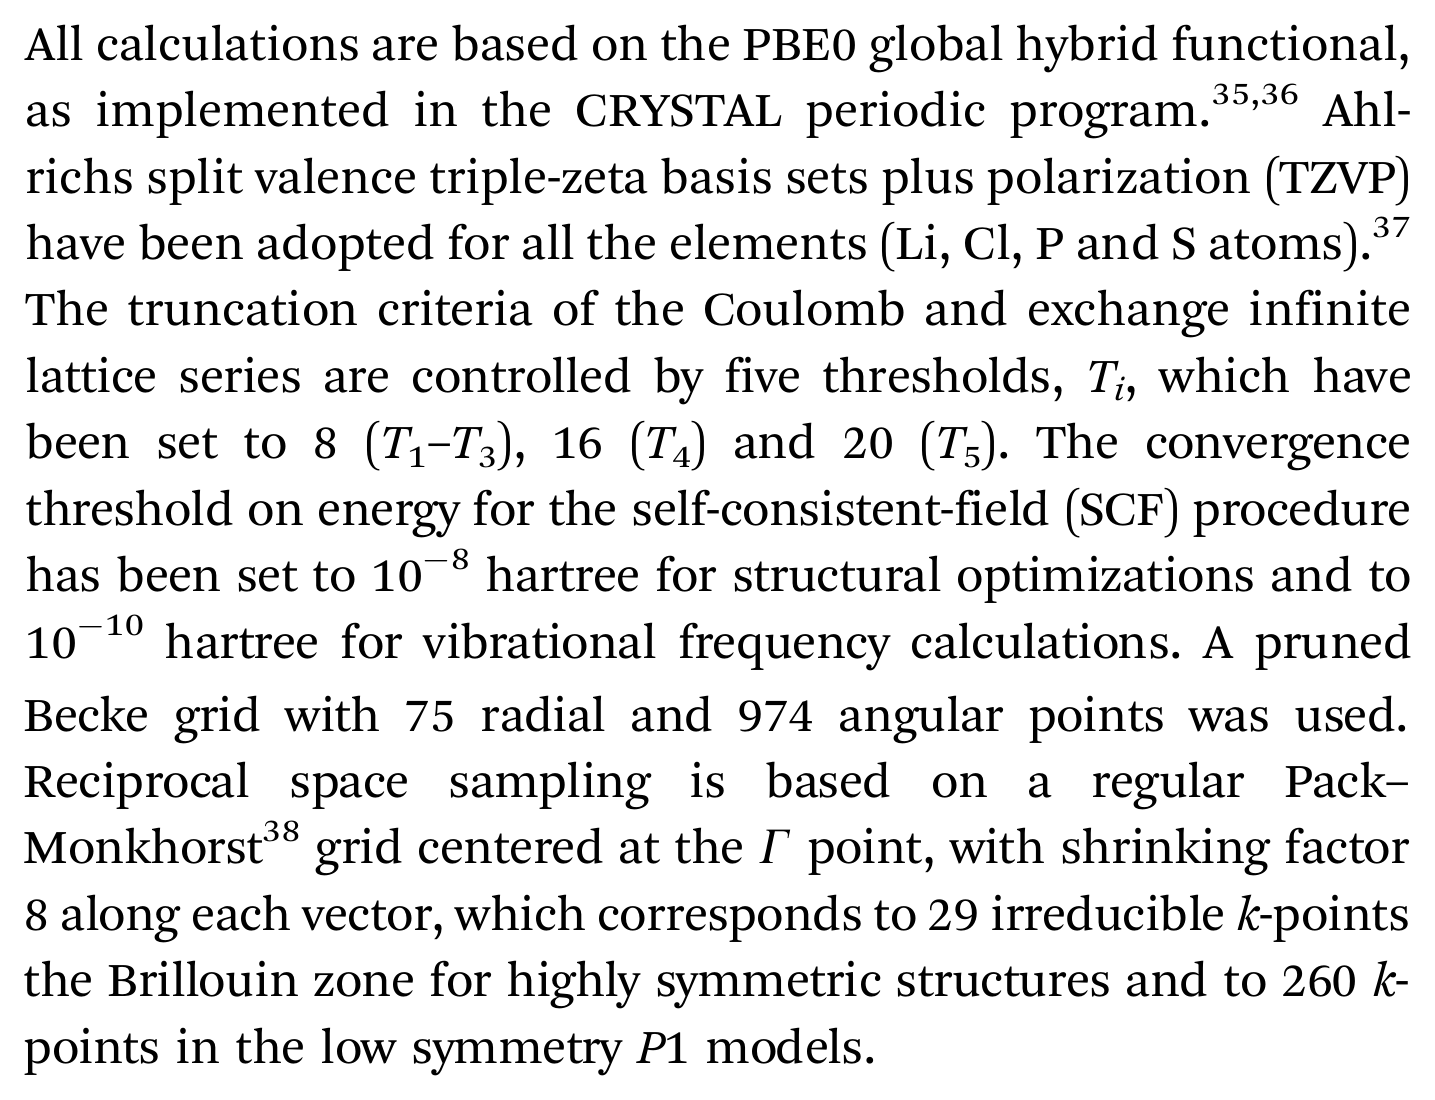 All calculations are based on the PBE0 global hybrid functional,
as implemented in the CRYSTAL periodic program.³⁵,³⁶ Ahl-
richs split valence triple-zeta basis sets plus polarization (TZVP)
have been adopted for all the elements (Li, Cl, P and S atoms).³⁷
The truncation criteria of the Coulomb and exchange infinite
lattice series are controlled by five thresholds, Tᵢ, which have
been set to 8 (T₁–T₃), 16 (T₄) and 20 (T₅). The convergence
threshold on energy for the self-consistent-field (SCF) procedure
has been set to 10⁻⁸ hartree for structural optimizations and to
10⁻¹⁰ hartree for vibrational frequency calculations. A pruned
Becke grid with 75 radial and 974 angular points was used.
Reciprocal space sampling is based on a regular Pack–
Monkhorst³⁸ grid centered at the Γ point, with shrinking factor
8 along each vector, which corresponds to 29 irreducible k-points
the Brillouin zone for highly symmetric structures and to 260 k-
points in the low symmetry P1 models.